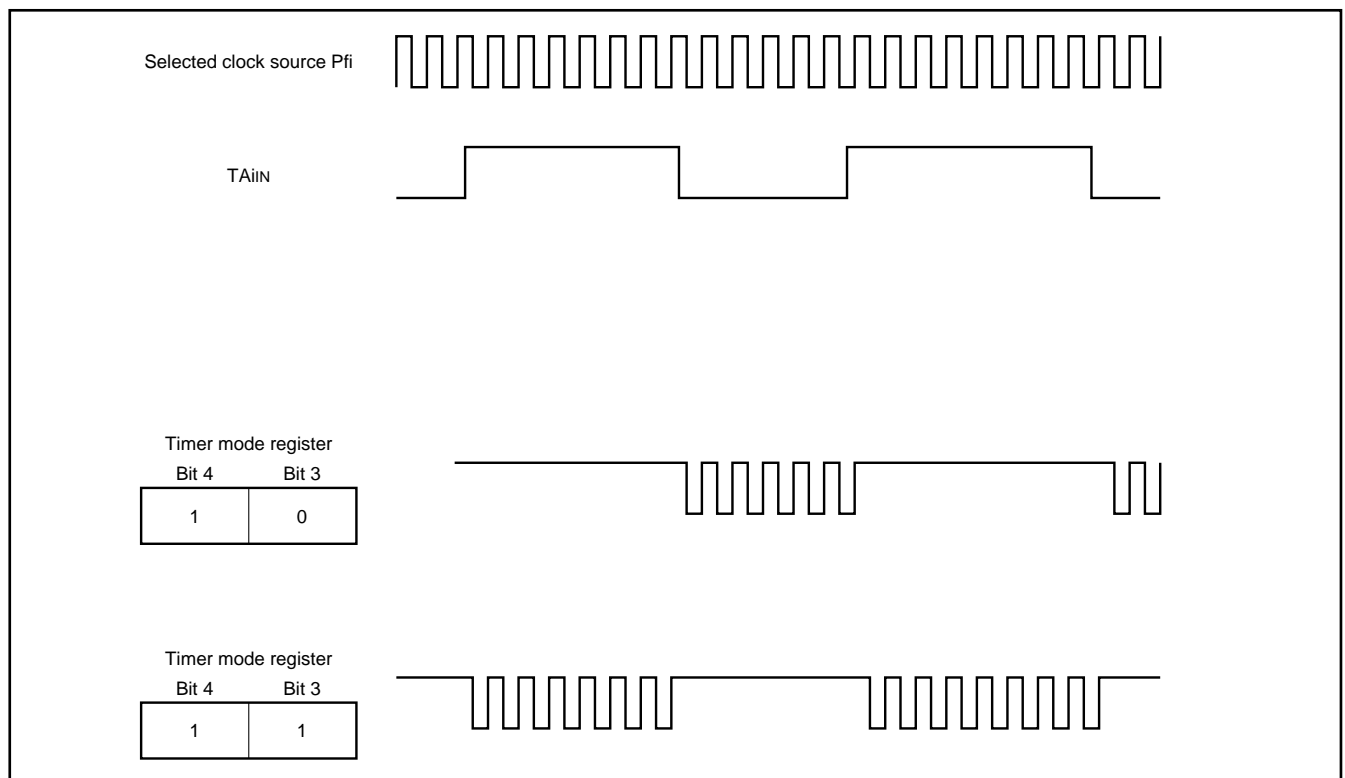 Selected clock source Pfi
TAiIN
Timer mode register
Bit 4 Bit 3
1 0
Timer mode register
Bit 4 Bit 3
1 1